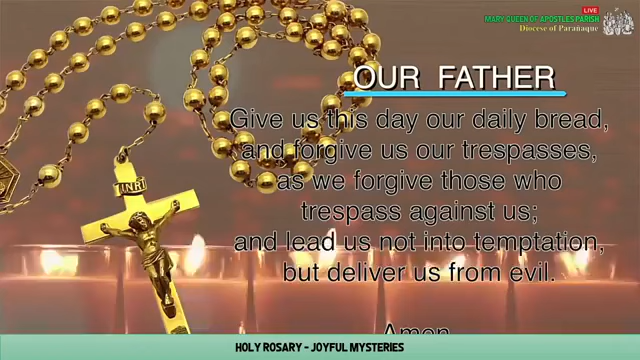 LIVE
MARY QUEEN OF APOSTLES PARISH
Diocese of Parañaque
OUR FATHER
Give us this day our daily bread,
and forgive us our trespasses,
as we forgive those who
trespass against us;
and lead us not into temptation,
but deliver us from evil.
Amen
INRI
HOLY ROSARY - JOYFUL MYSTERIES